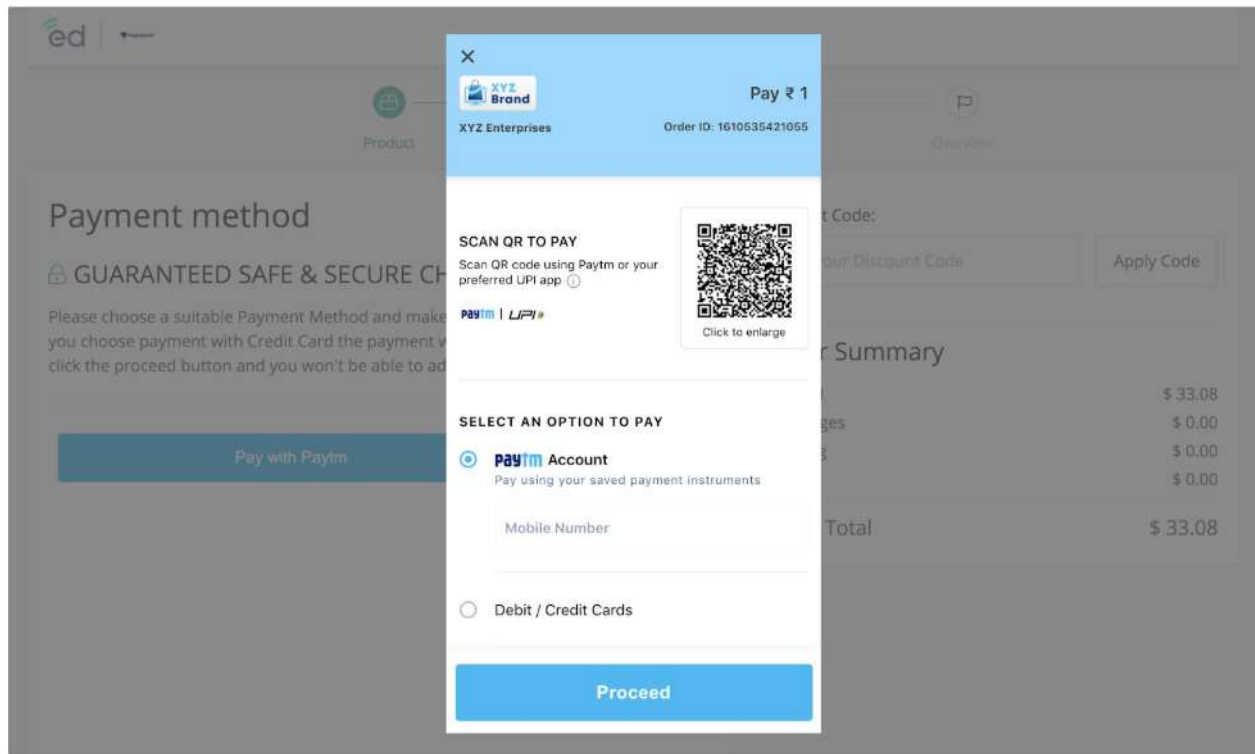 ed
×
XYZ
Brand
Pay ₹ 1
XYZ Enterprises
Order ID: 1610535421055
Product
Overview
Payment method
GUARANTEED SAFE & SECURE CH
Please choose a suitable Payment Method and make
you choose payment with Credit Card the payment w
click the proceed button and you won't be able to ad
Pay with Paytm
SCAN QR TO PAY
Scan QR code using Paytm or your
preferred UPI app
Paytm | UPI
Click to enlarge
SELECT AN OPTION TO PAY
Paytm Account
Pay using your saved payment instruments
Mobile Number
Debit / Credit Cards
Proceed
t Code:
our Discount Code
Apply Code
r Summary
$ 33.08
ges $ 0.00
$ 0.00
$ 0.00
Total $ 33.08